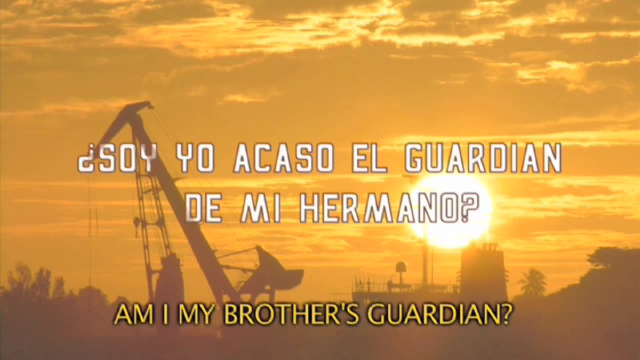 ¿SOY YO ACASO EL GUARDIAN
DE MI HERMANO?
AM I MY BROTHER'S GUARDIAN?